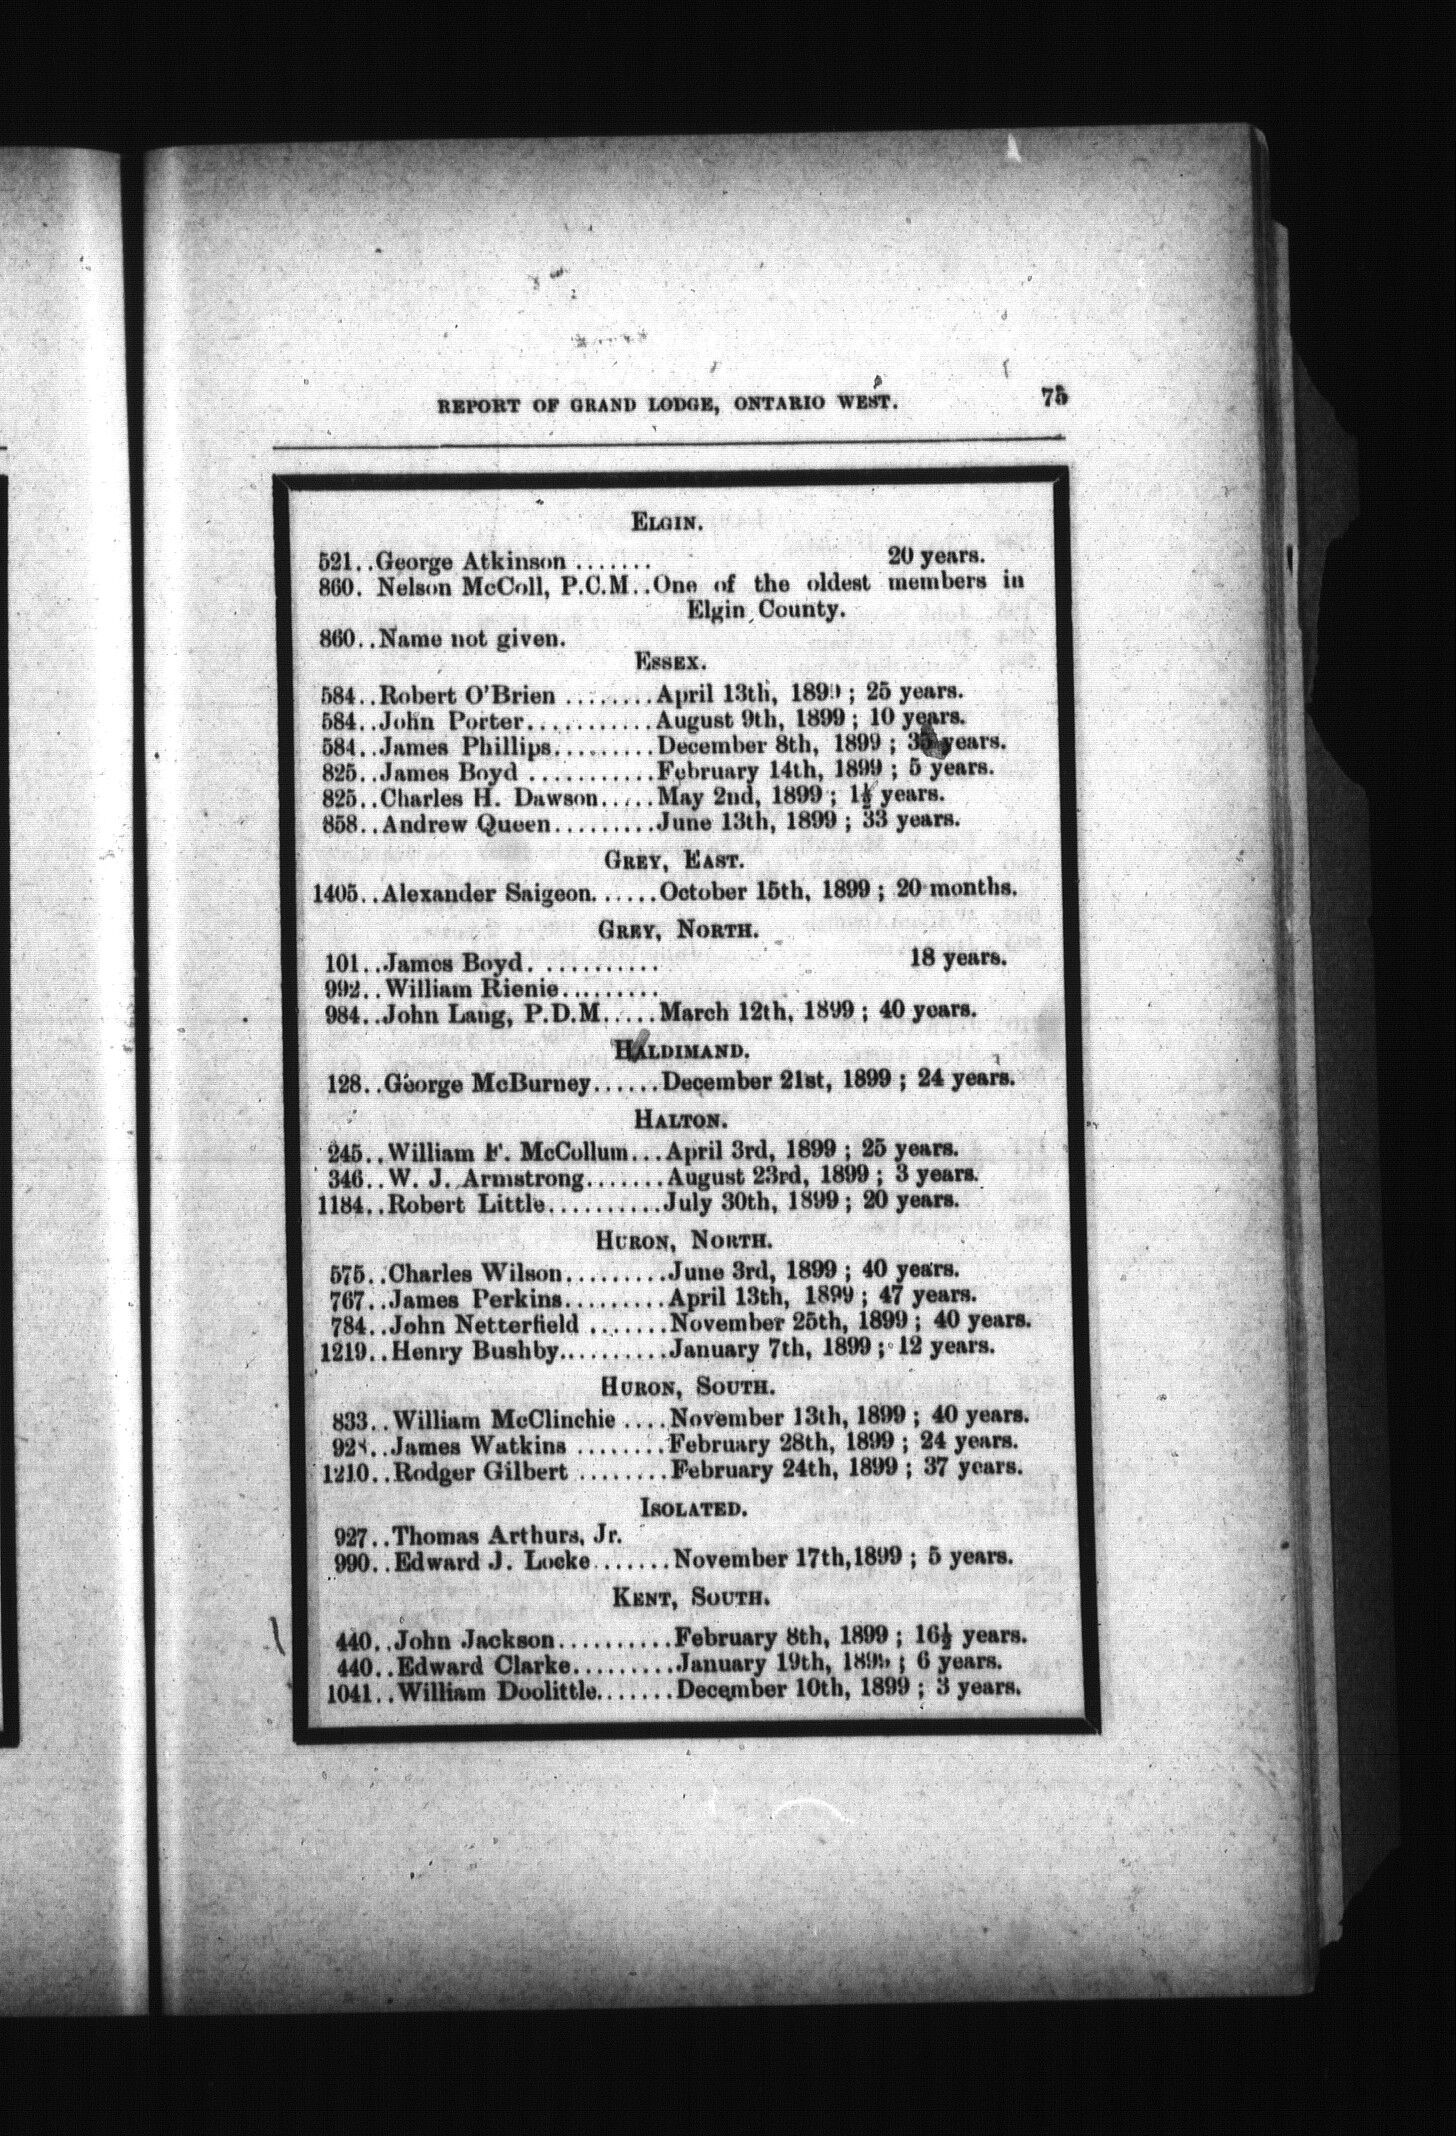 REPORT OF GRAND LODGE, ONTARIO WEST. 75
ELGIN.
521..George Atkinson ....... 20 years.
860. Nelson McColl, P.C.M..One of the oldest members in
Elgin County.
860..Name not given.
ESSEX.
584..Robert O'Brien ........April 13th, 1899 ; 25 years.
584..John Porter...........August 9th, 1899 ; 10 years.
584..James Phillips.........December 8th, 1899 ; 35 years.
825..James Boyd ...........February 14th, 1899 ; 5 years.
825..Charles H. Dawson.....May 2nd, 1899 ; 1½ years.
858..Andrew Queen.........June 13th, 1899 ; 33 years.
GREY, EAST.
1405..Alexander Saigeon......October 15th, 1899 ; 20 months.
GREY, NORTH.
101..James Boyd. .......... 18 years.
992..William Rienie.........
984..John Lang, P.D.M.....March 12th, 1899 ; 40 years.
HALDIMAND.
128..George McBurney......December 21st, 1899 ; 24 years.
HALTON.
245..William F. McCollum...April 3rd, 1899 ; 25 years.
346..W. J. Armstrong.......August 23rd, 1899 ; 3 years.
1184..Robert Little..........July 30th, 1899 ; 20 years.
HURON, NORTH.
575..Charles Wilson.........June 3rd, 1899 ; 40 years.
767..James Perkins.........April 13th, 1899 ; 47 years.
784..John Netterfield .......November 25th, 1899 ; 40 years.
1219..Henry Bushby..........January 7th, 1899 ; 12 years.
HURON, SOUTH.
833..William McClinchie ....November 13th, 1899 ; 40 years.
928..James Watkins ........February 28th, 1899 ; 24 years.
1210..Rodger Gilbert ........February 24th, 1899 ; 37 years.
ISOLATED.
927..Thomas Arthurs, Jr.
990..Edward J. Locke.......November 17th,1899 ; 5 years.
KENT, SOUTH.
440..John Jackson..........February 8th, 1899 ; 16½ years.
440..Edward Clarke.........January 19th, 1899 ; 6 years.
1041..William Doolittle.......December 10th, 1899 ; 3 years.